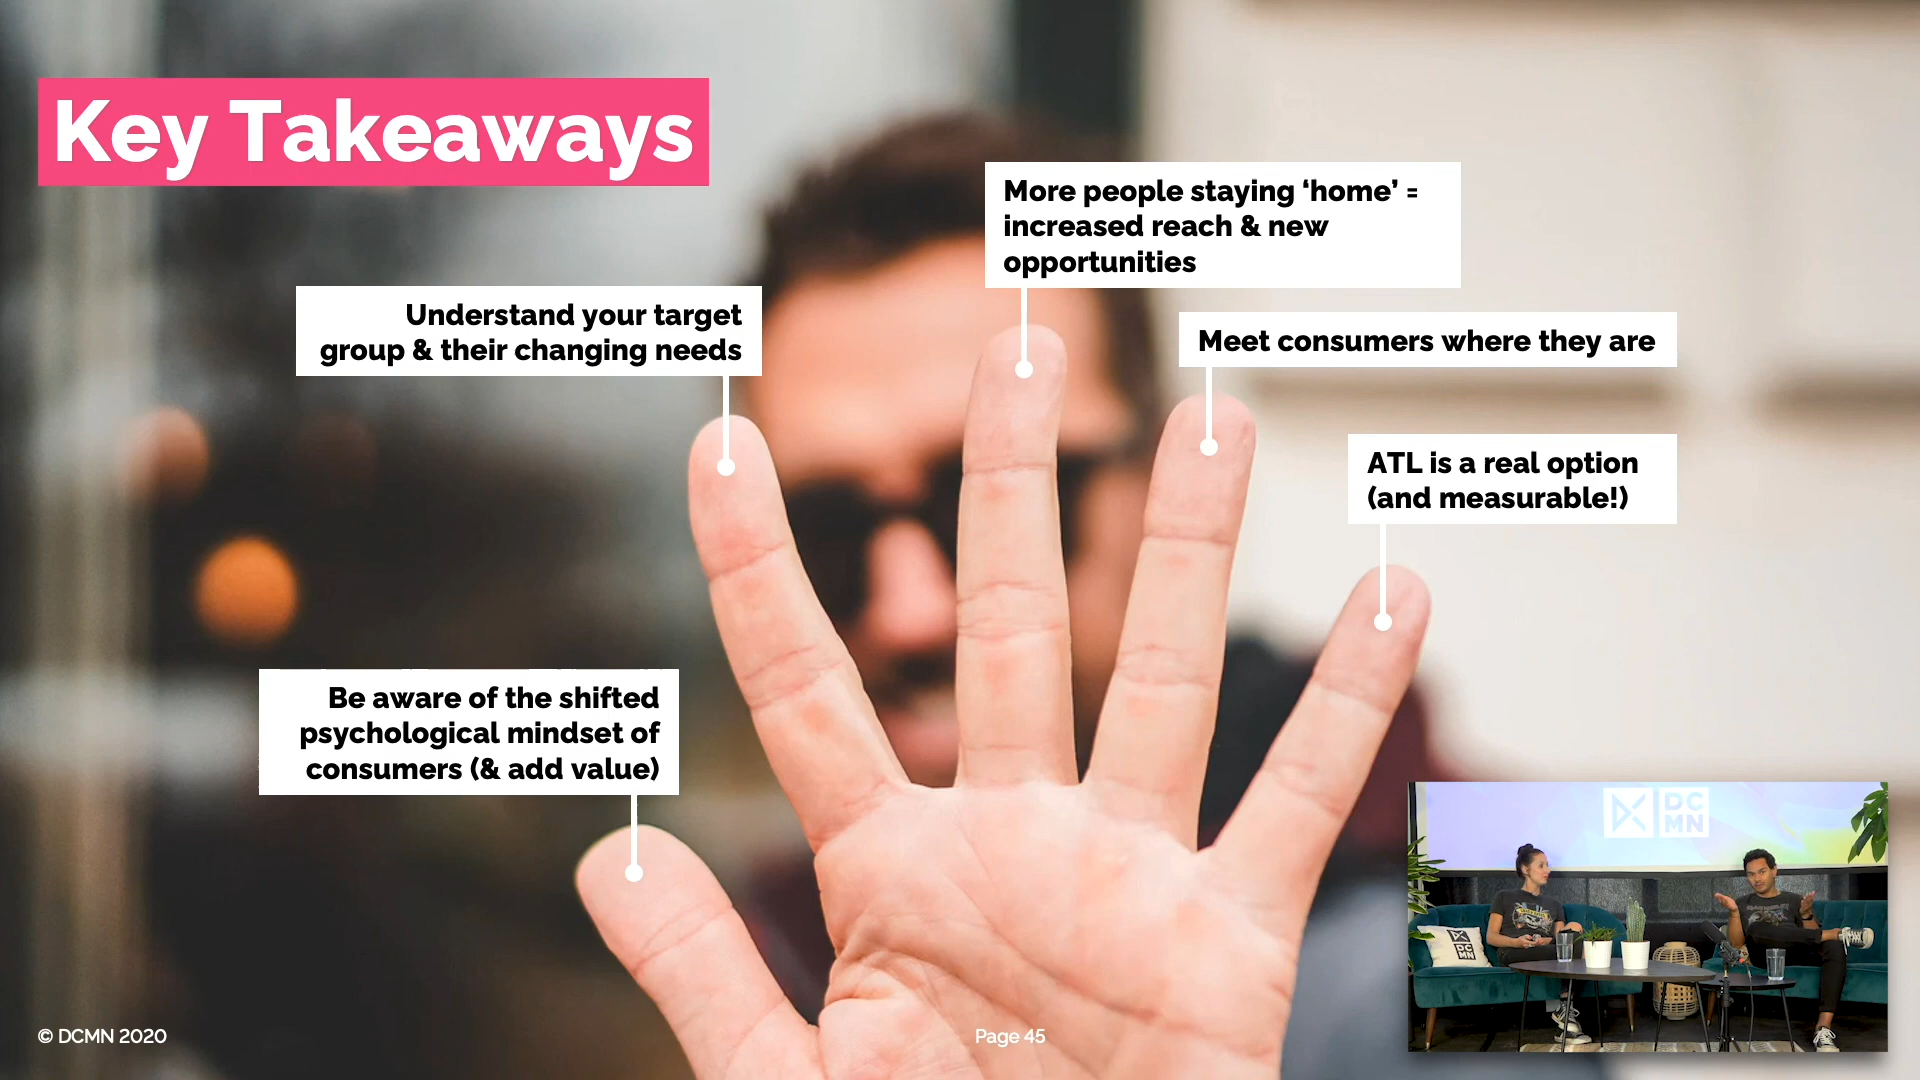 Key Takeaways
More people staying ‘home’ =
increased reach & new
opportunities
Understand your target
group & their changing needs
Meet consumers where they are
ATL is a real option
(and measurable!)
Be aware of the shifted
psychological mindset of
consumers (& add value)
DC
MN
DC
MN
© DCMN 2020
Page 45